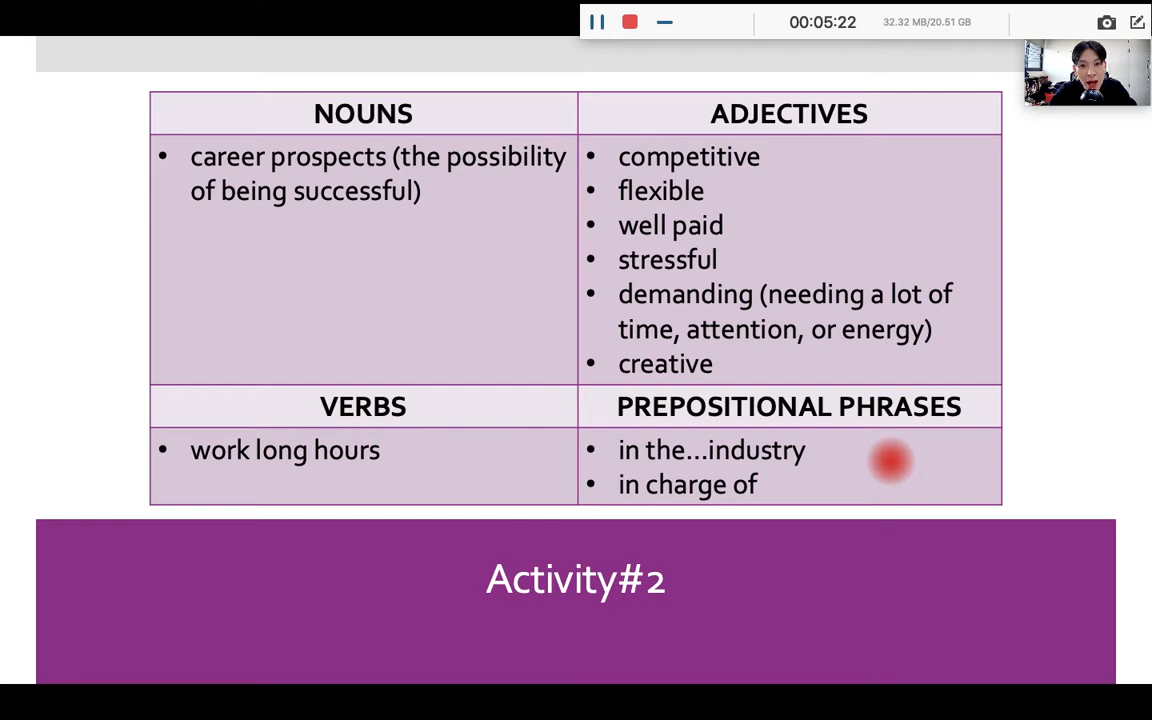 00:05:22
32.32 MB/20.51 GB
NOUNS
ADJECTIVES
• career prospects (the possibility
of being successful)
• competitive
• flexible
• well paid
• stressful
• demanding (needing a lot of
time, attention, or energy)
• creative
VERBS
PREPOSITIONAL PHRASES
• work long hours
• in the...industry
• in charge of
Activity#2